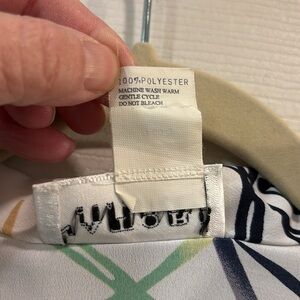 100% POLYESTER
MACHINE WASH WARM
GENTLE CYCLE
DO NOT BLEACH